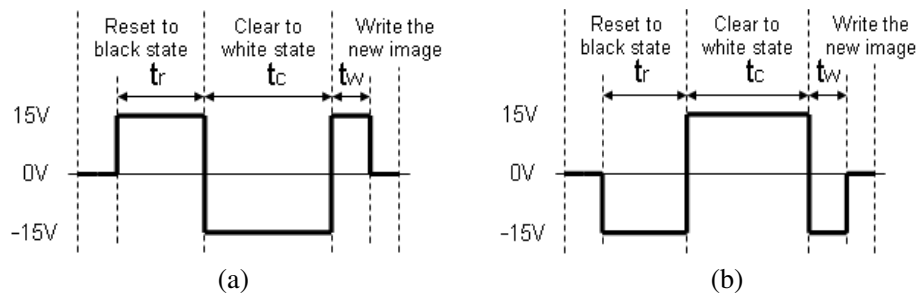 Reset to black state
Clear to white state
Write the new image
tr
tc
tw
15V
0V
-15V
(a)
Reset to black state
Clear to white state
Write the new image
tr
tc
tw
15V
0V
-15V
(b)